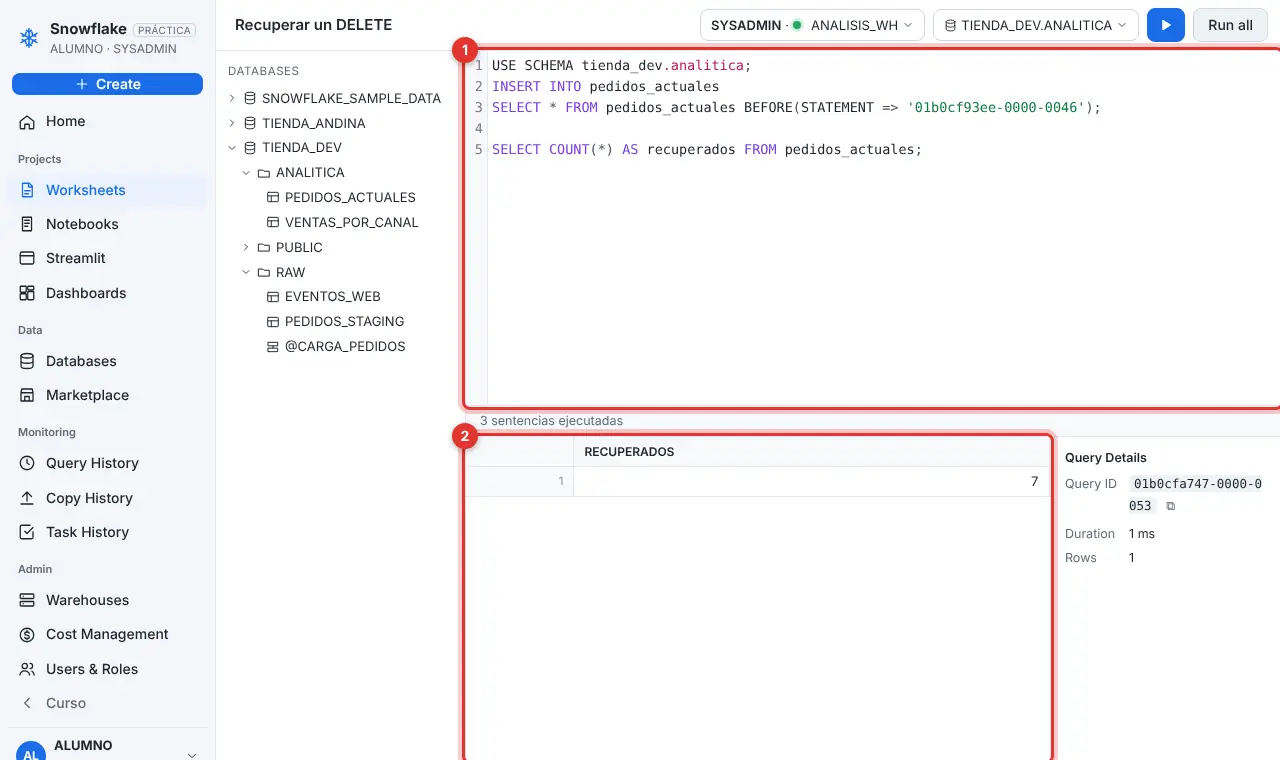 Snowflake PRÁCTICA
ALUMNO · SYSADMIN
+ Create
Home
Projects
Worksheets
Notebooks
Streamlit
Dashboards
Data
Databases
Marketplace
Monitoring
Query History
Copy History
Task History
Admin
Warehouses
Cost Management
Users & Roles
Curso
AL ALUMNO
Recuperar un DELETE
SYSADMIN · ANALISIS_WH
TIENDA_DEV.ANALITICA
Run all
DATABASES
SNOWFLAKE_SAMPLE_DATA
TIENDA_ANDINA
TIENDA_DEV
ANALITICA
PEDIDOS_ACTUALES
VENTAS_POR_CANAL
PUBLIC
RAW
EVENTOS_WEB
PEDIDOS_STAGING
@CARGA_PEDIDOS
1
1 USE SCHEMA tienda_dev.analitica;
2 INSERT INTO pedidos_actuales
3 SELECT * FROM pedidos_actuales BEFORE(STATEMENT => '01b0cf93ee-0000-0046');
4
5 SELECT COUNT(*) AS recuperados FROM pedidos_actuales;
3 sentencias ejecutadas
2
RECUPERADOS
1 7
Query Details
Query ID 01b0cfa747-0000-0
053
Duration 1 ms
Rows 1